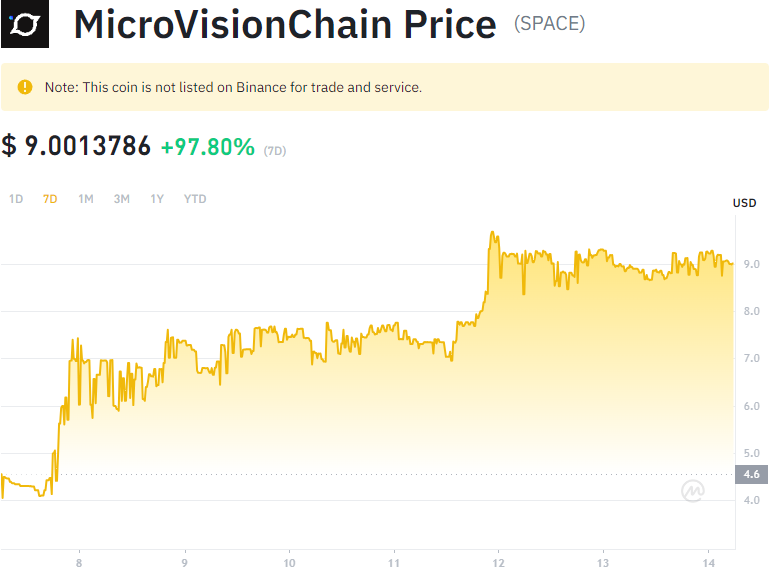 MicroVisionChain Price (SPACE)
Note: This coin is not listed on Binance for trade and service.
$ 9.0013786 +97.80% (7D)
1D 7D 1M 3M 1Y YTD
USD
9.0
8.0
7.0
6.0
5.0
4.6
4.0
8 9 10 11 12 13 14